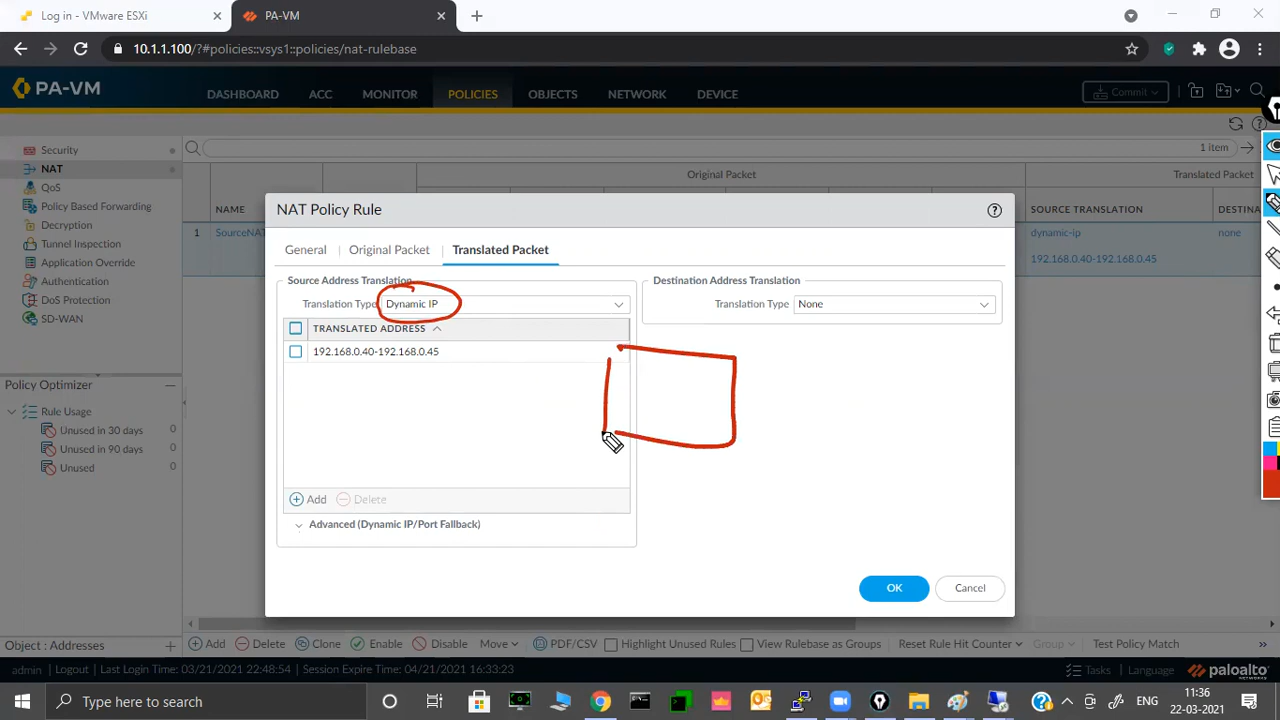 Log in - VMware ESXi
PA-VM
10.1.1.100/?#policies::vsys1::policies/nat-rulebase
PA-VM
DASHBOARD
ACC
MONITOR
POLICIES
OBJECTS
NETWORK
DEVICE
Commit
Security
NAT
QoS
Policy Based Forwarding
Decryption
Tunnel Inspection
Application Override
Authentication
DoS Protection
SD-WAN
1 item
Original Packet
Translated Packet
NAME
SOURCE TRANSLATION
DESTINA
1
SourceNAT
dynamic-ip
none
192.168.0.40-192.168.0.45
NAT Policy Rule
General
Original Packet
Translated Packet
Source Address Translation
Translation Type
Dynamic IP
TRANSLATED ADDRESS
192.168.0.40-192.168.0.45
Add
Delete
Advanced (Dynamic IP/Port Fallback)
Destination Address Translation
Translation Type
None
OK
Cancel
Policy Optimizer
Rule Usage
Unused in 30 days
0
Unused in 90 days
0
Unused
0
Object : Addresses
Add
Delete
Clone
Enable
Disable
Move
PDF/CSV
Highlight Unused Rules
View Rulebase as Groups
Reset Rule Hit Counter
Group
Test Policy Match
admin | Logout | Last Login Time: 03/21/2021 22:48:54 | Session Expire Time: 04/21/2021 16:33:23
Tasks
Language
paloalto
NETWORKS
Type here to search
ENG
11:36
22-03-2021